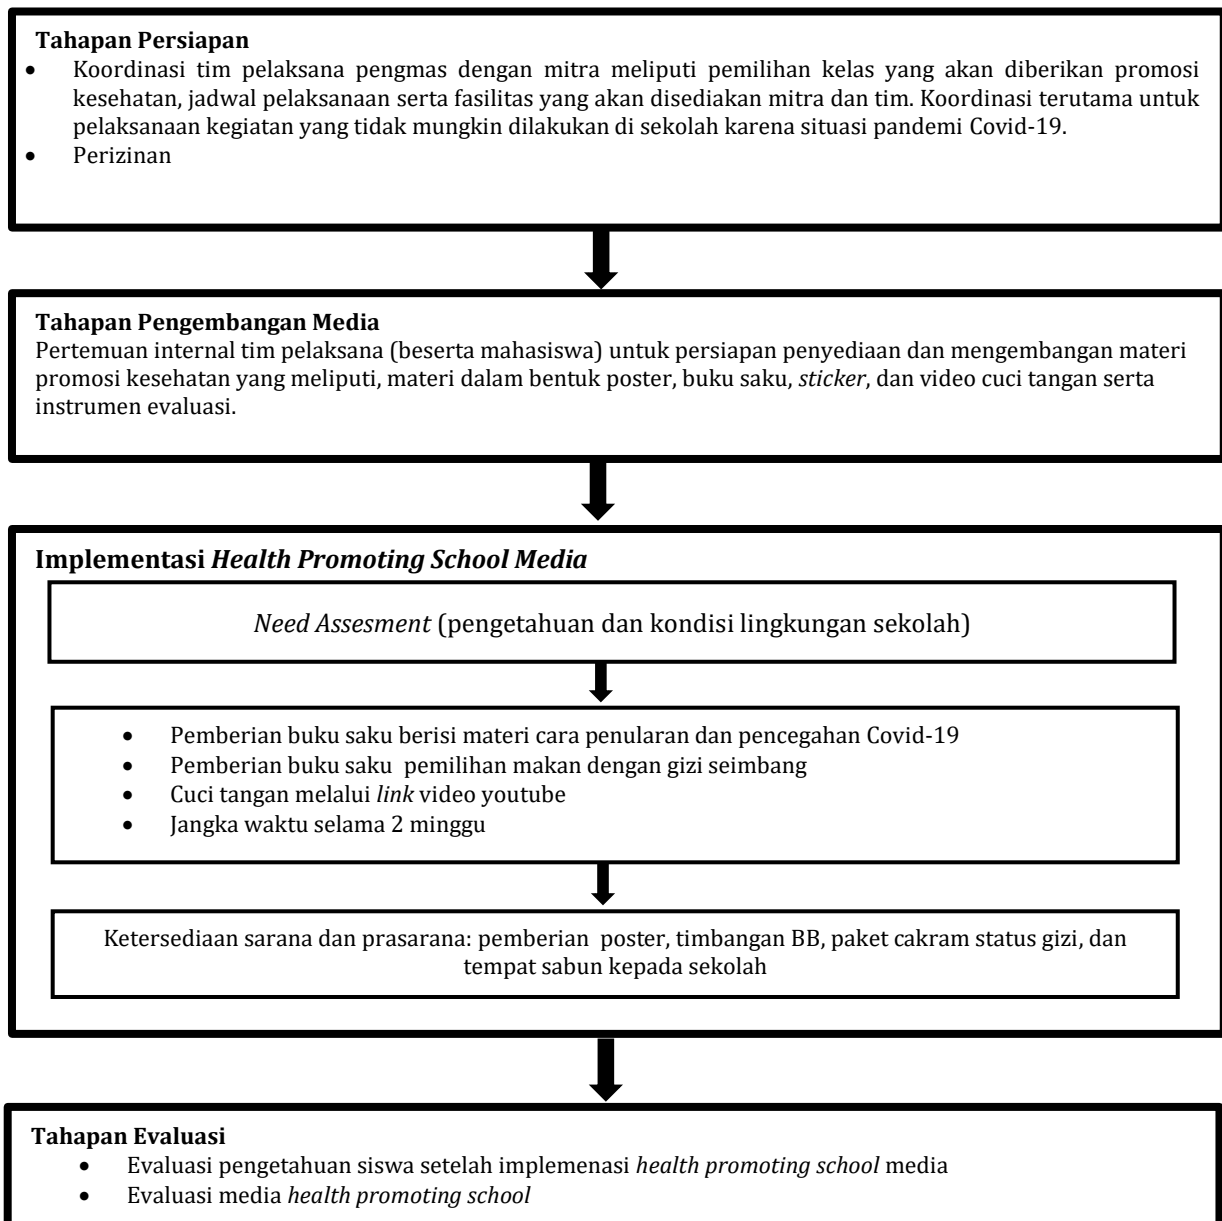 Tahapan Persiapan
• Koordinasi tim pelaksana pengmas dengan mitra meliputi pemilihan kelas yang akan diberikan promosi
kesehatan, jadwal pelaksanaan serta fasilitas yang akan disediakan mitra dan tim. Koordinasi terutama untuk
pelaksanaan kegiatan yang tidak mungkin dilakukan di sekolah karena situasi pandemi Covid-19.
• Perizinan
Tahapan Pengembangan Media
Pertemuan internal tim pelaksana (beserta mahasiswa) untuk persiapan penyediaan dan mengembangan materi
promosi kesehatan yang meliputi, materi dalam bentuk poster, buku saku, sticker, dan video cuci tangan serta
instrumen evaluasi.
Implementasi Health Promoting School Media
Need Assesment (pengetahuan dan kondisi lingkungan sekolah)
• Pemberian buku saku berisi materi cara penularan dan pencegahan Covid-19
• Pemberian buku saku pemilihan makan dengan gizi seimbang
• Cuci tangan melalui link video youtube
• Jangka waktu selama 2 minggu
Ketersediaan sarana dan prasarana: pemberian poster, timbangan BB, paket cakram status gizi, dan
tempat sabun kepada sekolah
Tahapan Evaluasi
• Evaluasi pengetahuan siswa setelah implemenasi health promoting school media
• Evaluasi media health promoting school